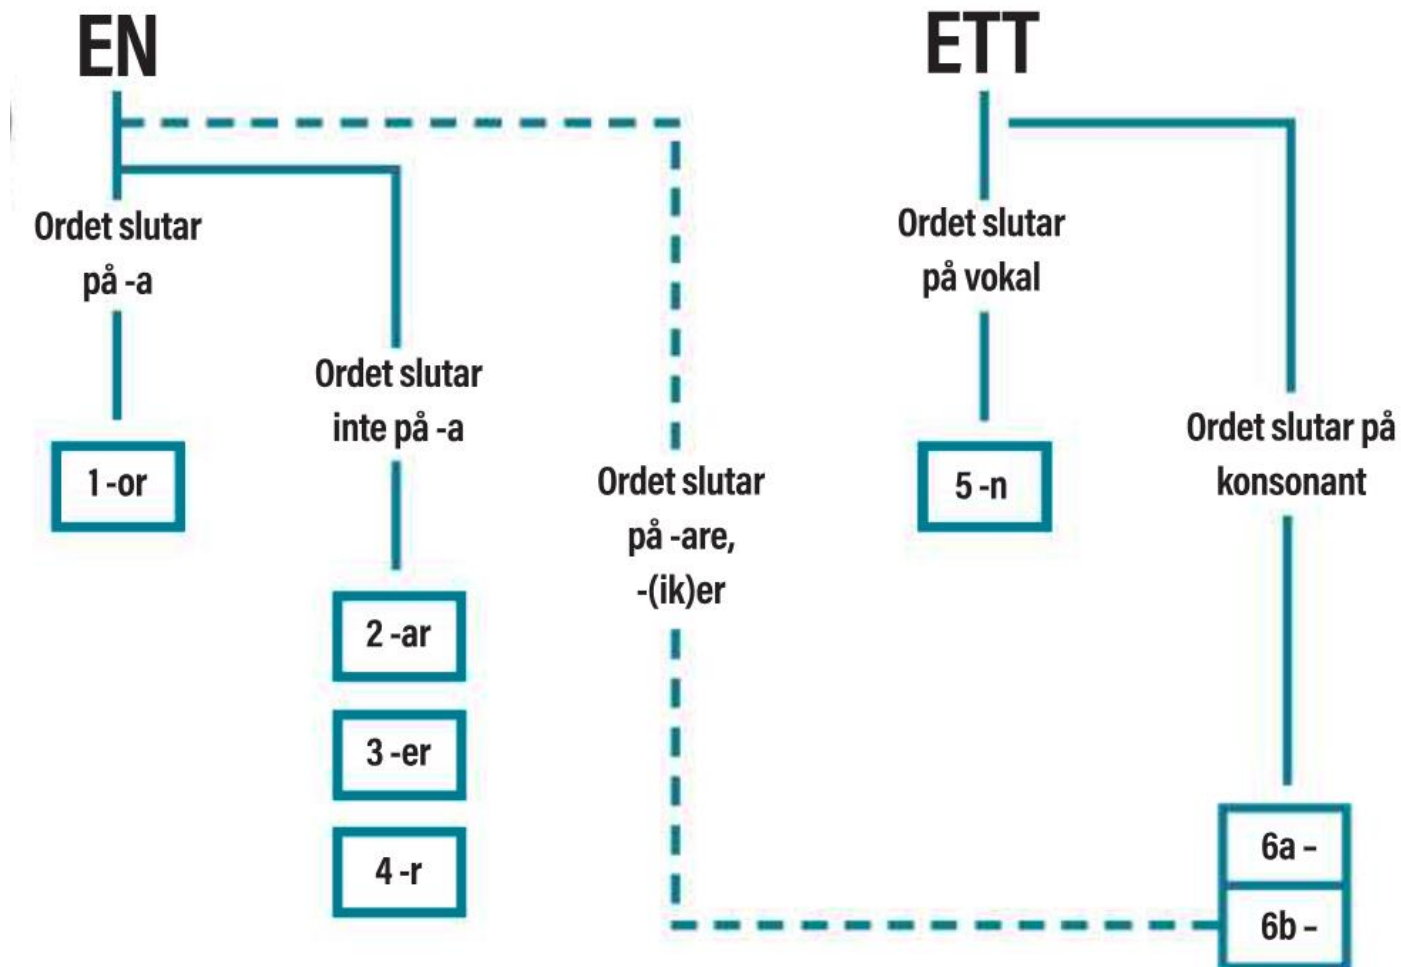 EN
ETT
Ordet slutar
på -a
1 -or
Ordet slutar
inte på -a
2 -ar
3 -er
4 -r
Ordet slutar
på -are,
-(ik)er
Ordet slutar
på vokal
5 -n
Ordet slutar på
konsonant
6a –
6b –